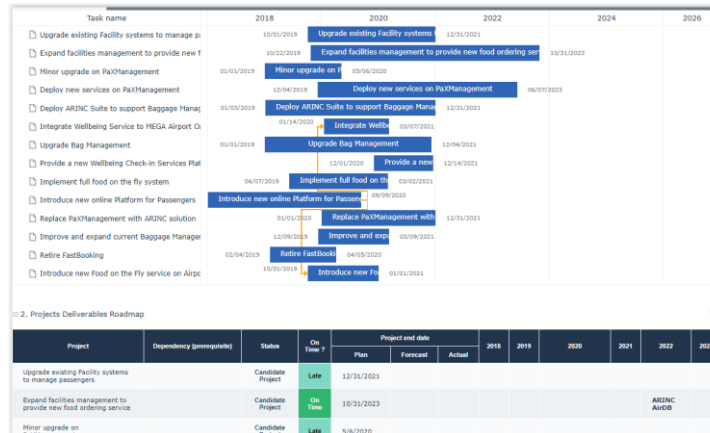 Task name 2018 2020 2022 2024 2026
Upgrade existing Facility systems to manage pa 10/01/2019 Upgrade existing Facility systems t 12/31/2021
Expand facilities management to provide new f 10/22/2019 Expand facilities management to provide new food ordering serv 10/31/2023
Minor upgrade on PaXManagement 01/01/2019 Minor upgrade on P 05/06/2020
Deploy new services on PaXManagement 12/04/2019 Deploy new services on PaXManagement 06/07/2023
Deploy ARINC Suite to support Baggage Manag 01/03/2019 Deploy ARINC Suite to support Baggage Manag 12/31/2021
Integrate Wellbeing Service to MEGA Airport O 01/14/2020 Integrate Wellbe 03/07/2021
Upgrade Bag Management 01/01/2019 Upgrade Bag Management 12/04/2021
Provide a new Wellbeing Check-in Services Plat 12/01/2020 Provide a new 12/14/2021
Implement full food on the fly system 06/07/2019 Implement full food on th 03/02/2021
Introduce new online Platform for Passengers Introduce new online Platform for Passen 09/09/2020
Replace PaXManagement with ARINC solution 01/01/2020 Replace PaXManagement with 12/31/2021
Improve and expand current Baggage Manager 12/09/2019 Improve and expa 03/09/2021
Retire FastBooking 02/04/2019 Retire FastBooki 04/05/2020
Introduce new Food on the Fly service on Airpo 10/01/2019 Introduce new Fo 01/01/2021
2. Projects Deliverables Roadmap
Project Dependency (prerequisite) Status On Time ? Project end date 2018 2019 2020 2021 2022 202
Plan Forecast Actual
Upgrade existing Facility systems Candidate Late 12/31/2021
to manage passengers Project
Expand facilities management to Candidate On 10/31/2023 ARINC
provide new food ordering service Project Time AirDB
Minor upgrade on Candidate Late 5/6/2020